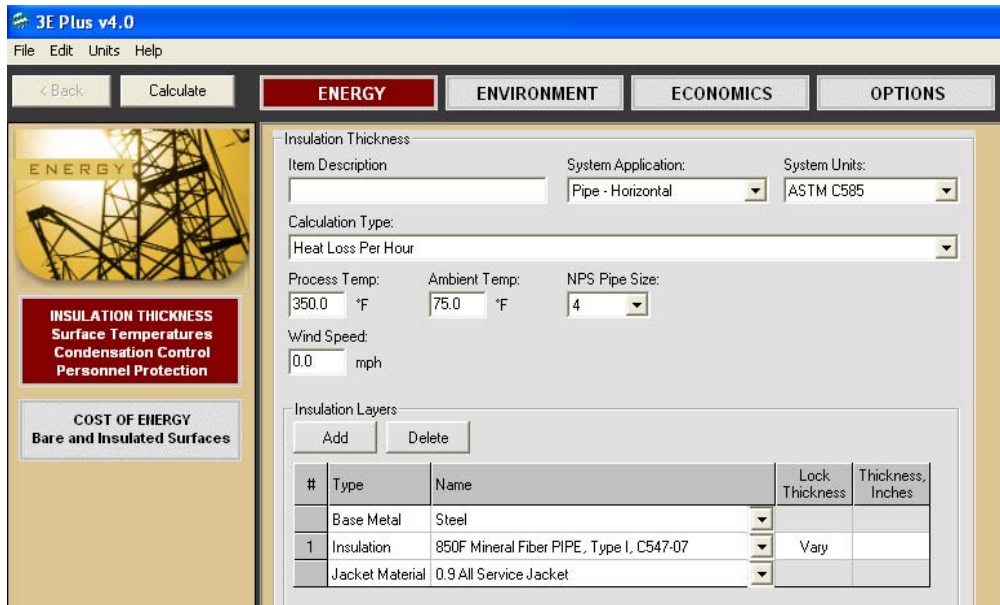 3E Plus v4.0
File Edit Units Help
< Back Calculate ENERGY ENVIRONMENT ECONOMICS OPTIONS
ENERGY
INSULATION THICKNESS
Surface Temperatures
Condensation Control
Personnel Protection
COST OF ENERGY
Bare and Insulated Surfaces
Insulation Thickness
Item Description System Application: System Units:
Pipe - Horizontal ASTM C585
Calculation Type:
Heat Loss Per Hour
Process Temp: Ambient Temp: NPS Pipe Size:
350.0 °F 75.0 °F 4
Wind Speed:
0.0 mph
Insulation Layers
Add Delete
# Type Name Lock Thickness Thickness, Inches
Base Metal Steel
1 Insulation 850F Mineral Fiber PIPE, Type I, C547-07 Vary
Jacket Material 0.9 All Service Jacket